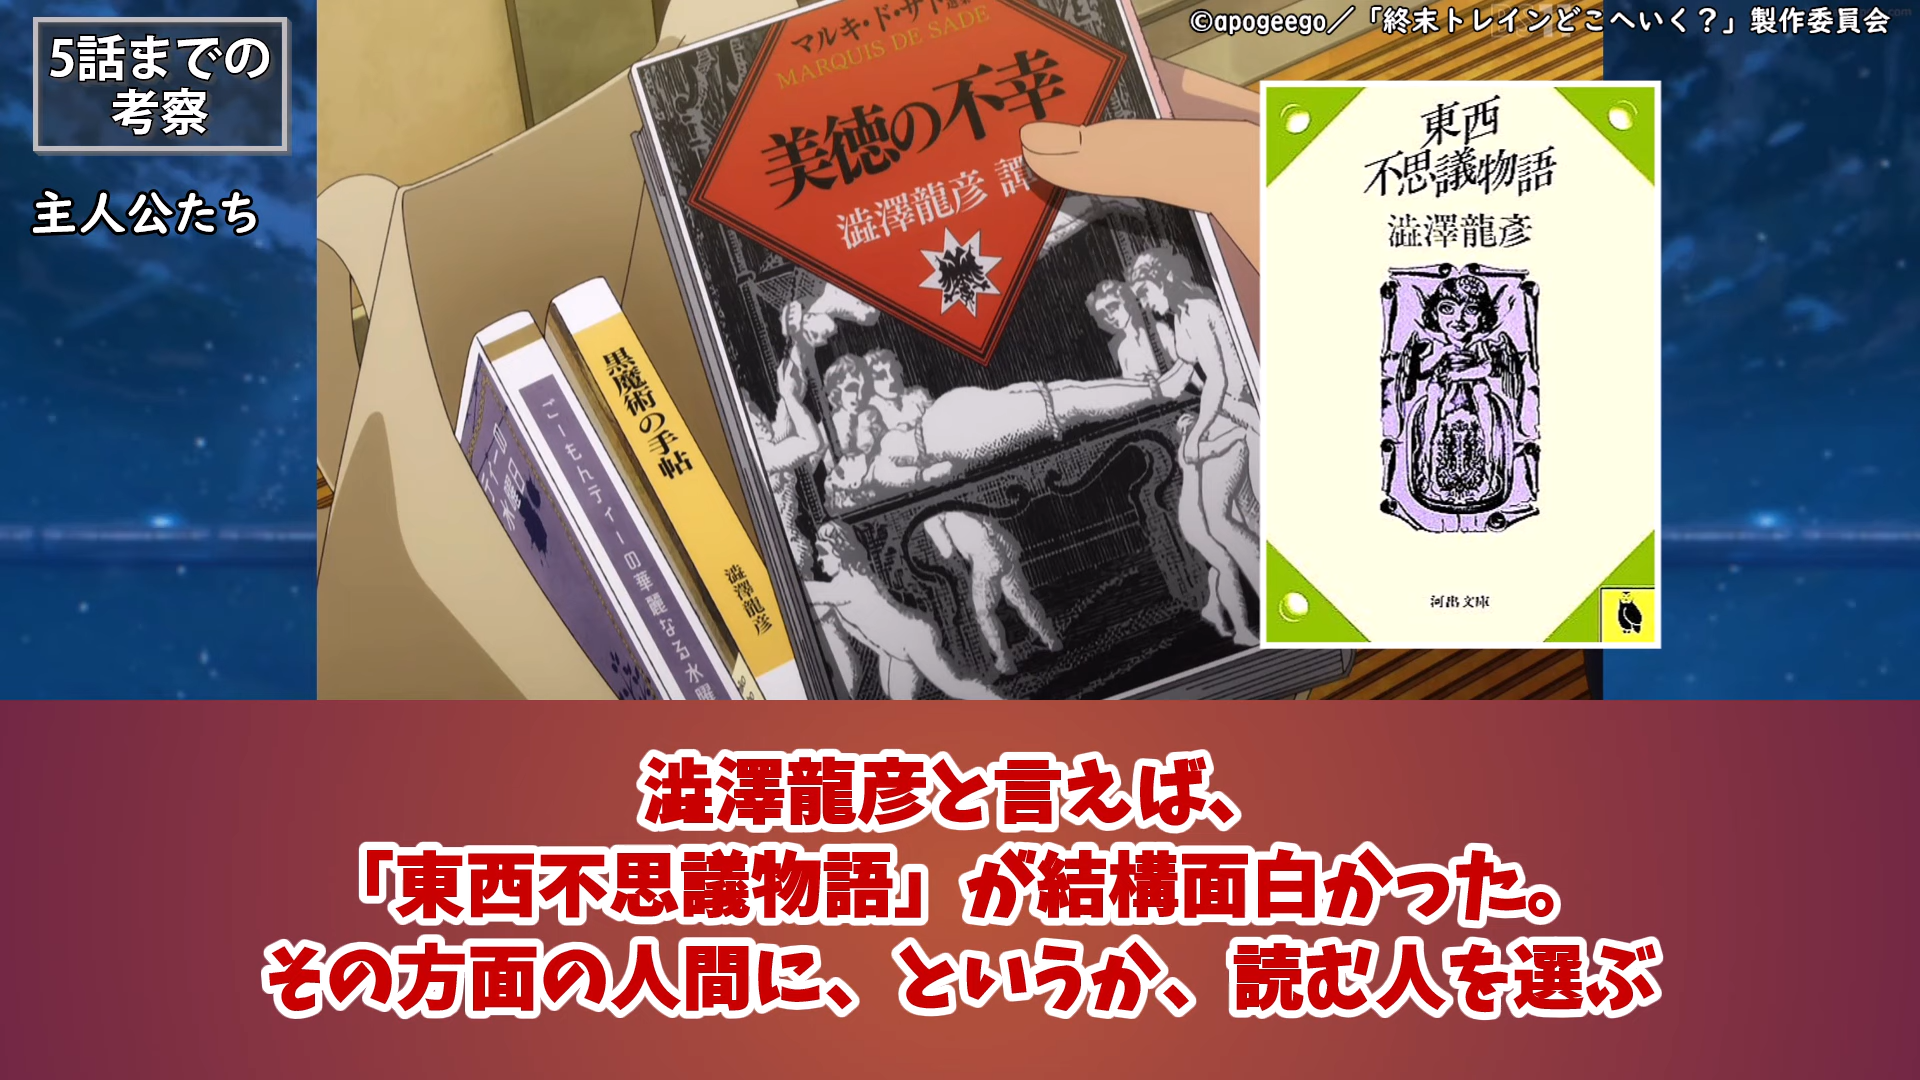 ©apogeego／「終末トレインどこへいく？」製作委員会
5話までの
考察
主人公たち
マルキ・ド・サド選集
MARQUIS DE SADE
美徳の不幸
澁澤龍彦 譯
黒魔術の手帖
澁澤龍彦
ごーもんティーの華麗なる水曜
東西
不思議物語
澁澤龍彦
河出文庫
澁澤龍彦と言えば、
「東西不思議物語」が結構面白かった。
その方面の人間に、というか、読む人を選ぶ